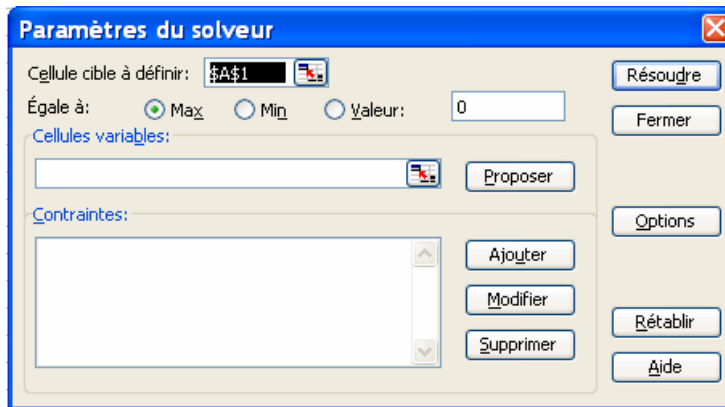 Paramètres du solveur
Cellule cible à définir: $A$1
Résoudre
Égale à: Max Min Valeur: 0
Fermer
Cellules variables:
Proposer
Contraintes:
Options
Ajouter
Modifier
Rétablir
Supprimer
Aide